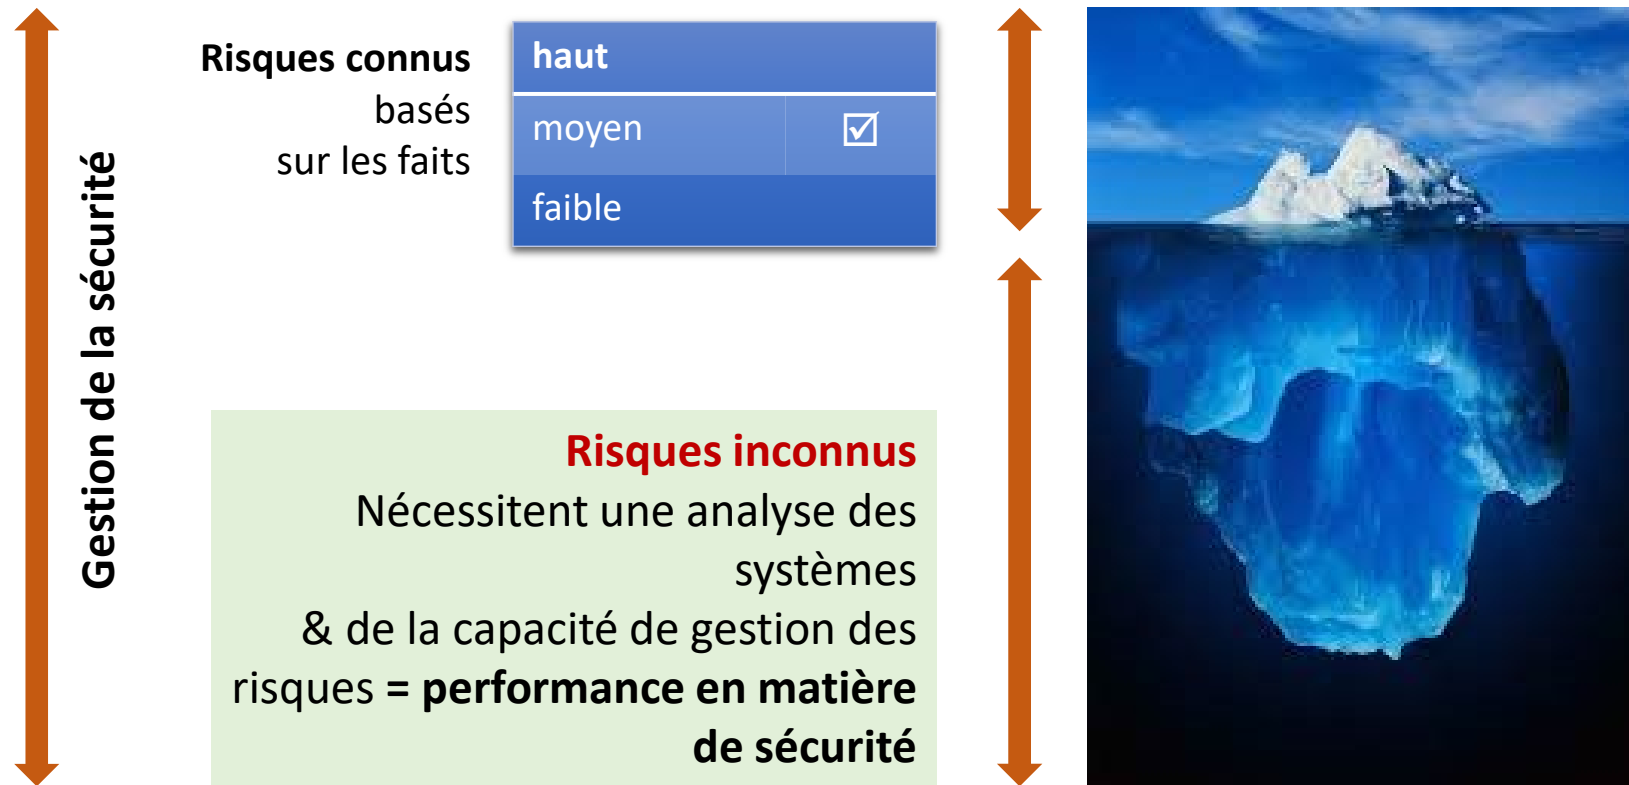 Gestion de la sécurité
Risques connus
basés
sur les faits
haut
moyen ☑
faible
Risques inconnus
Nécessitent une analyse des
systèmes
& de la capacité de gestion des
risques = performance en matière
de sécurité